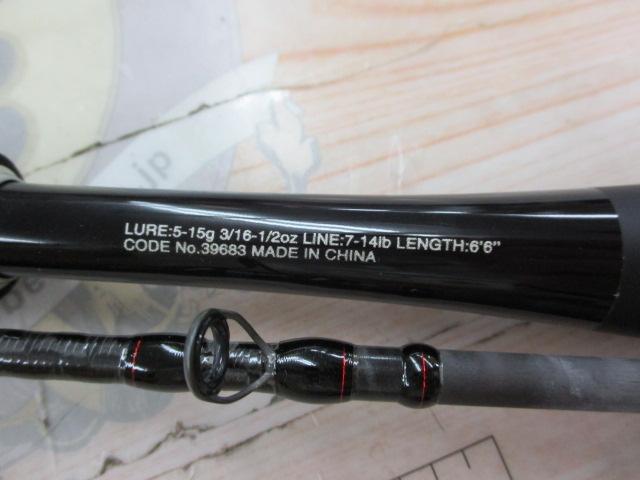 LURE:5-15g 3/16-1/2oz LINE:7-14lb LENGTH:6'6"
CODE No.39683 MADE IN CHINA
jp